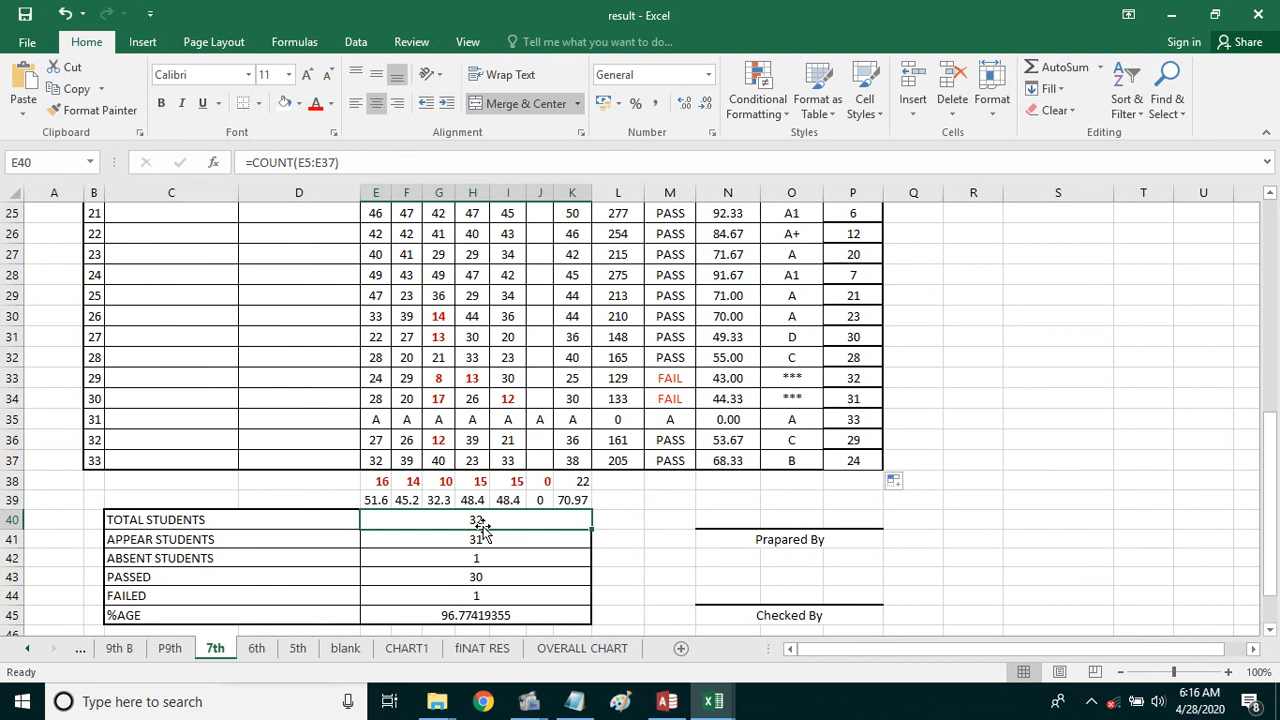 result - Excel
File Home Insert Page Layout Formulas Data Review View Tell me what you want to do... Sign in Share
Paste Cut Copy Format Painter Clipboard
Calibri 11 A A B I U A Font
Wrap Text Merge & Center Alignment
General % , Number
Conditional Formatting Format as Table Cell Styles Styles
Insert Delete Format Cells
AutoSum Fill Clear Sort & Filter Find & Select Editing
E40 fx =COUNT(E5:E37)
A B C D E F G H I J K L M N O P Q R S T U
25 21 46 47 42 47 45 50 277 PASS 92.33 A1 6
26 22 42 42 41 40 43 46 254 PASS 84.67 A+ 12
27 23 40 41 29 29 34 42 215 PASS 71.67 A 20
28 24 49 43 49 47 42 45 275 PASS 91.67 A1 7
29 25 47 23 36 29 34 44 213 PASS 71.00 A 21
30 26 33 39 14 44 36 44 210 PASS 70.00 A 23
31 27 22 27 13 30 20 36 148 PASS 49.33 D 30
32 28 28 20 21 33 23 40 165 PASS 55.00 C 28
33 29 24 29 8 13 30 25 129 FAIL 43.00 *** 32
34 30 28 20 17 26 12 30 133 FAIL 44.33 *** 31
35 31 A A A A A A A 0 A 0.00 A 33
36 32 27 26 12 39 21 36 161 PASS 53.67 C 29
37 33 32 39 40 23 33 38 205 PASS 68.33 B 24
38 16 14 10 15 15 0 22
39 51.6 45.2 32.3 48.4 48.4 0 70.97
40 TOTAL STUDENTS 32
41 APPEAR STUDENTS 31 Prapared By
42 ABSENT STUDENTS 1
43 PASSED 30
44 FAILED 1
45 %AGE 96.77419355 Checked By
46
... 9th B P9th 7th 6th 5th blank CHART1 fINAT RES OVERALL CHART
Ready 100%
Type here to search 6:16 AM
4/28/2020 8